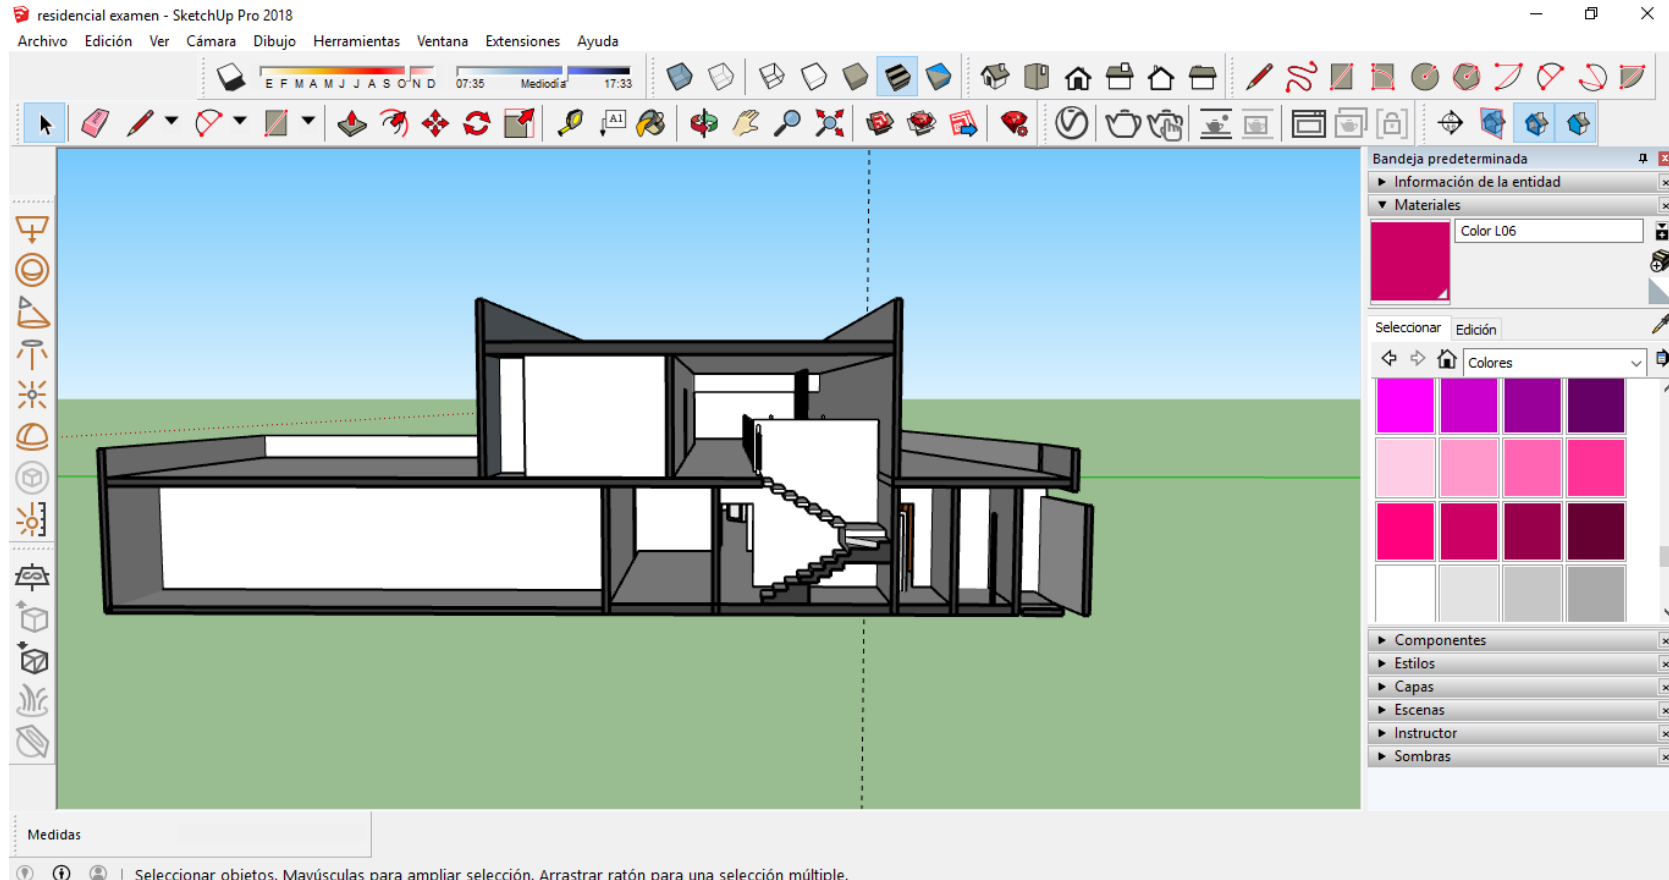 residencial examen - SketchUp Pro 2018
Archivo Edición Ver Cámara Dibujo Herramientas Ventana Extensiones Ayuda
E F M A M J J A S O N D 07:35 Mediodía 17:33
A1
Bandeja predeterminada
Información de la entidad
Materiales
Color L06
Seleccionar Edición
Colores
Componentes
Estilos
Capas
Escenas
Instructor
Sombras
Medidas
Seleccionar objetos. Mayúsculas para ampliar selección. Arrastrar ratón para una selección múltiple.